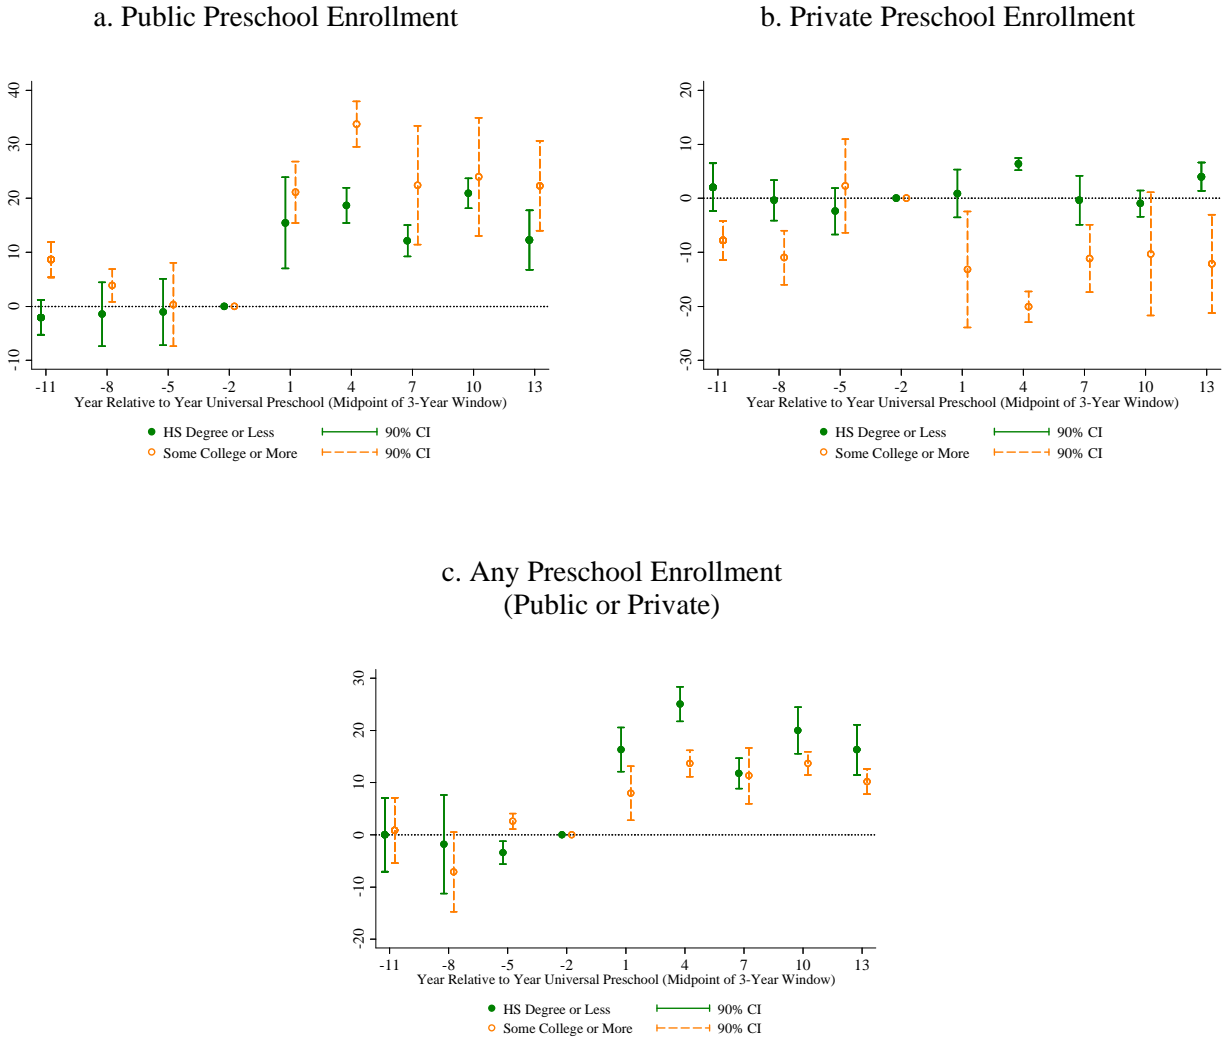 a. Public Preschool Enrollment
40
30
20
10
0
-10
-11 -8 -5 -2 1 4 7 10 13
Year Relative to Year Universal Preschool (Midpoint of 3-Year Window)
HS Degree or Less 90% CI
Some College or More 90% CI
b. Private Preschool Enrollment
20
10
0
-10
-20
-30
-11 -8 -5 -2 1 4 7 10 13
Year Relative to Year Universal Preschool (Midpoint of 3-Year Window)
HS Degree or Less 90% CI
Some College or More 90% CI
c. Any Preschool Enrollment
(Public or Private)
30
20
10
0
-10
-20
-11 -8 -5 -2 1 4 7 10 13
Year Relative to Year Universal Preschool (Midpoint of 3-Year Window)
HS Degree or Less 90% CI
Some College or More 90% CI